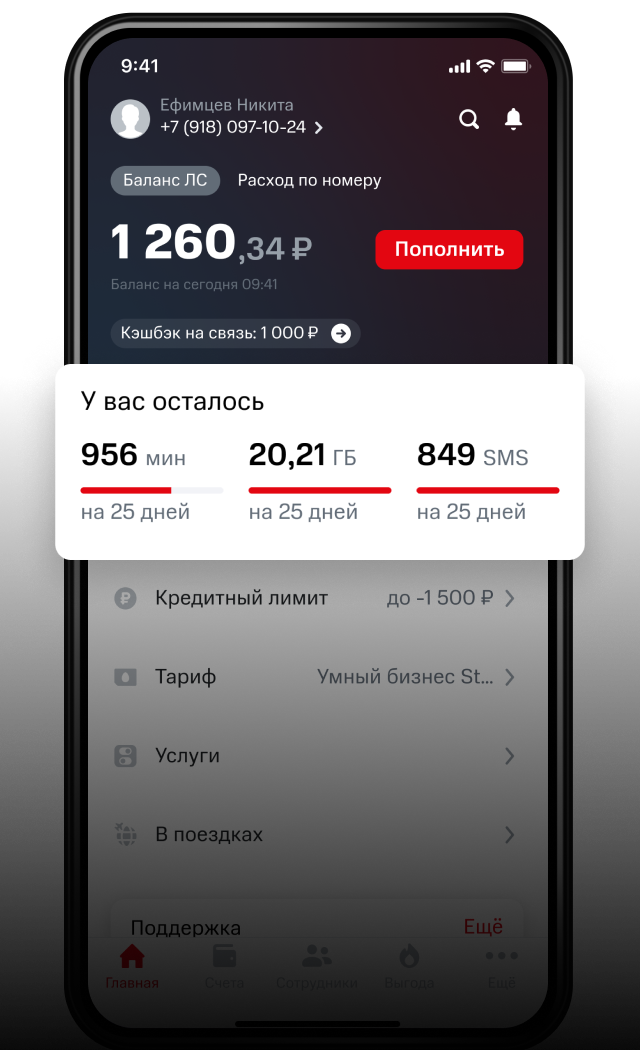 9:41
Ефимцев Никита
+7 (918) 097-10-24
Баланс ЛС Расход по номеру
1 260,34 ₽
Пополнить
Баланс на сегодня 09:41
Кэшбэк на связь: 1 000 ₽
У вас осталось
956 мин 20,21 ГБ 849 SMS
на 25 дней на 25 дней на 25 дней
Кредитный лимит до -1 500 ₽
Тариф Умный бизнес St...
Услуги
В поездках
Поддержка Ещё
Главная Счета Сотрудники Выгода Ещё